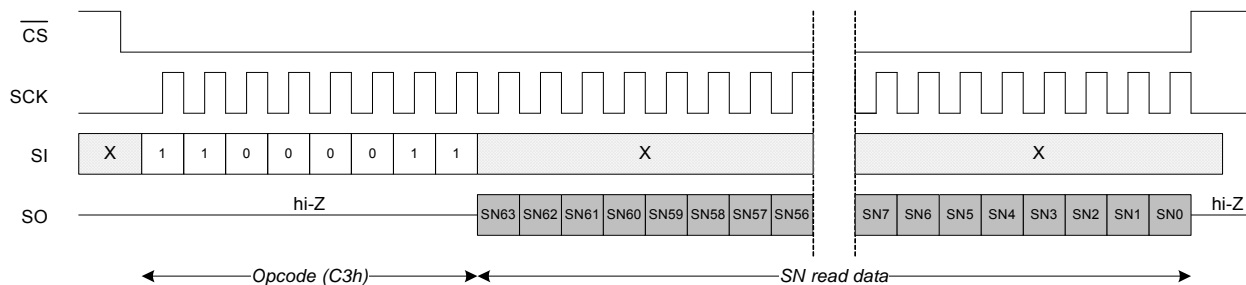 CS
SCK
SI X 1 1 0 0 0 0 1 1 X X
hi-Z hi-Z
SO SN63 SN62 SN61 SN60 SN59 SN58 SN57 SN56 SN7 SN6 SN5 SN4 SN3 SN2 SN1 SN0
Opcode (C3h) SN read data